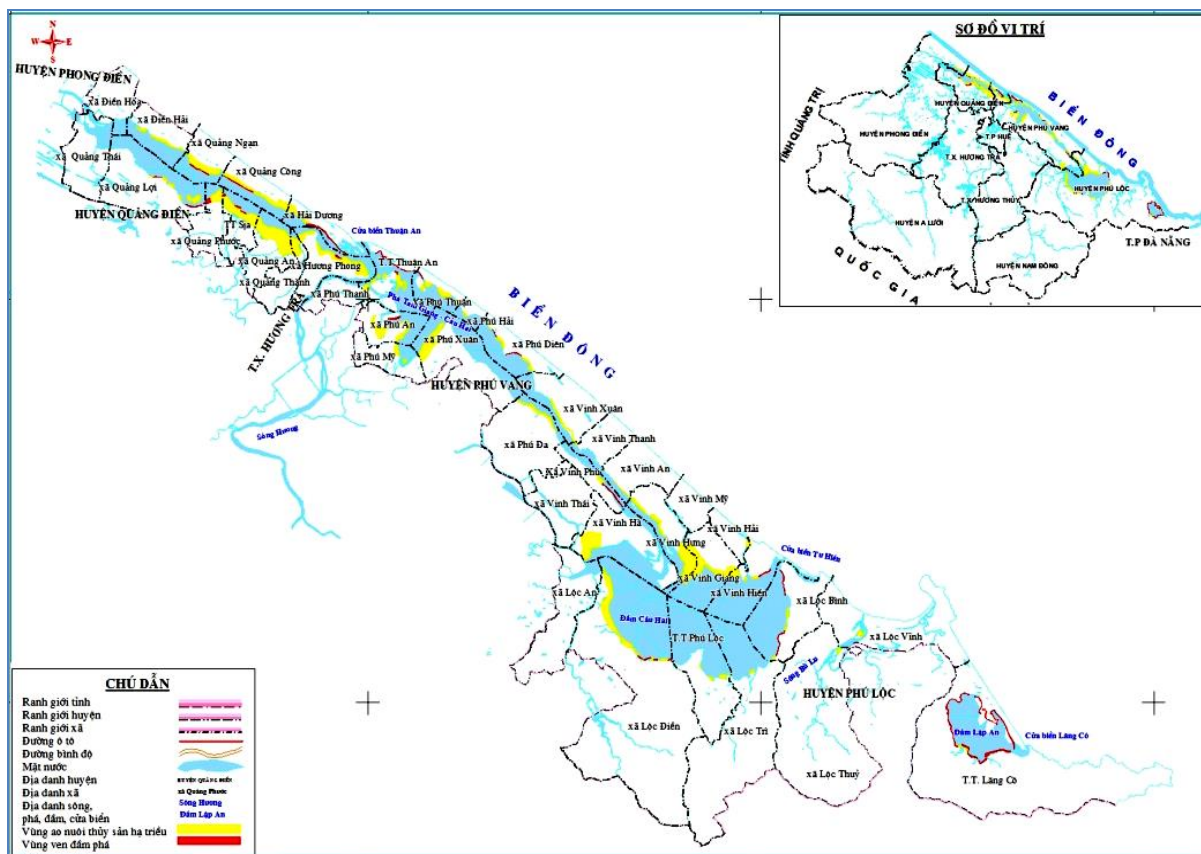 N
W E
S
HUYỆN PHONG ĐIỀN
xã Điền Hòa
xã Điền Hải
xã Quảng Ngạn
xã Quảng Thái
xã Quảng Công
xã Quảng Lợi
HUYỆN QUẢNG ĐIỀN
xã Hải Dương
TT Sịa
Cửa biển Thuận An
xã Quảng Phước
xã Quảng An
xã Hương Phong
T.T. Thuận An
xã Quảng Thành
xã Phú Thanh
Phá Tam Giang - Cầu Hai
xã Phú Thuận
T.X. HƯƠNG TRÀ
xã Phú An
xã Phú Hải
BIỂN ĐÔNG
xã Phú Xuân
xã Phú Diên
xã Phú Mỹ
HUYỆN PHÚ VANG
xã Vinh Xuân
Sông Hương
xã Phú Đa
xã Vinh Thanh
Xã Vinh Phú
xã Vinh An
xã Vinh Thái
xã Vinh Mỹ
xã Vinh Hà
xã Vinh Hải
xã Vinh Hưng
Cửa biển Tư Hiền
xã Vinh Giang
xã Lộc An
xã Vinh Hiền
xã Lộc Bình
Đầm Cầu Hai
T.T.Phú Lộc
xã Lộc Vĩnh
Sông Bù Lu
HUYỆN PHÚ LỘC
xã Lộc Điền
xã Lộc Trì
Đầm Lập An
Cửa biển Lăng Cô
xã Lộc Thuỷ
T.T. Lăng Cô
SƠ ĐỒ VỊ TRÍ
BIỂN ĐÔNG
TỈNH QUẢNG TRỊ
HUYỆN QUẢNG ĐIỀN
HUYỆN PHONG ĐIỀN
T.P HUẾ
HUYỆN PHÚ VANG
T.X. HƯƠNG TRÀ
HUYỆN PHÚ LỘC
T.X. HƯƠNG THỦY
HUYỆN A LƯỚI
T.P ĐÀ NẴNG
HUYỆN NAM ĐÔNG
QUỐC GIA
CHÚ DẪN
Ranh giới tỉnh
Ranh giới huyện
Ranh giới xã
Đường ô tô
Đường bình độ
Mặt nước
Địa danh huyện HUYỆN QUẢNG ĐIỀN
Địa danh xã xã Quảng Phước
Địa danh sông, Sông Hương
phá, đầm, cửa biển Đầm Lập An
Vùng ao nuôi thủy sản hạ triều
Vùng ven đầm phá